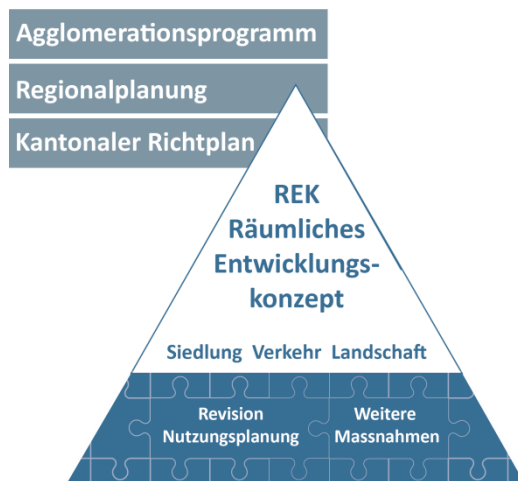 Agglomerationsprogramm
Regionalplanung
Kantonaler Richtplan
REK
Räumliches
Entwicklungs-
konzept
Siedlung Verkehr Landschaft
Revision
Nutzungsplanung
Weitere
Massnahmen